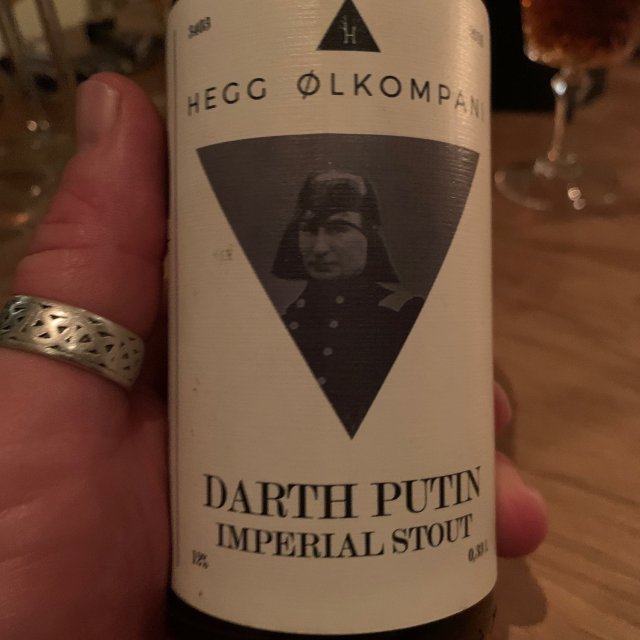 H
HEGG ØLKOMPANI
DARTH PUTIN
IMPERIAL STOUT
12% 0,33 L